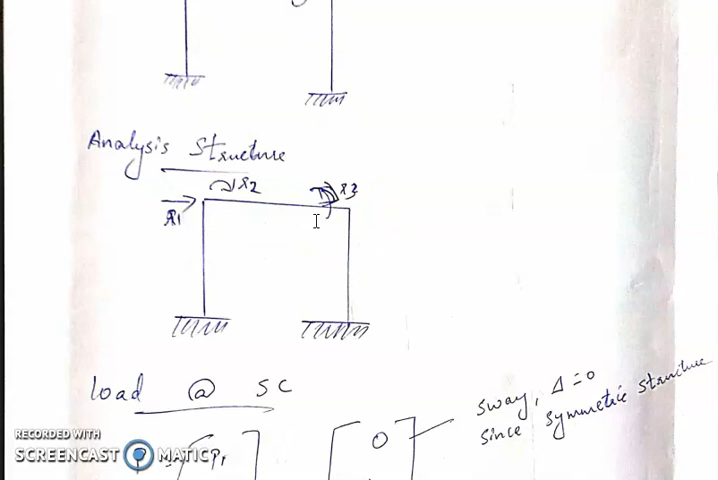 Analysis Structure
r2
r3
r1
load @ SC
sway, Δ=0
since symmetric structure
0
RECORDED WITH
SCREENCAST MATIC